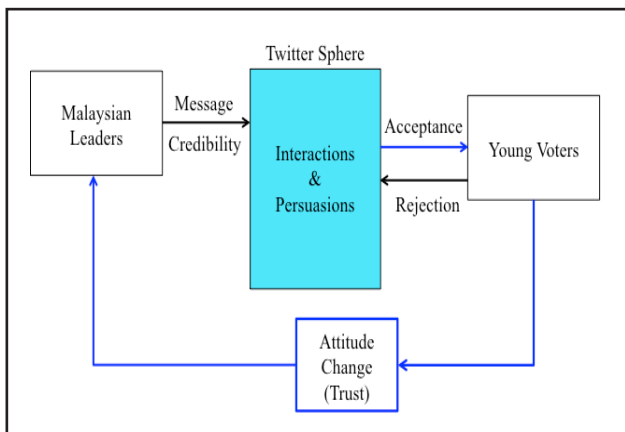 Twitter Sphere
Malaysian
Leaders
Message
Credibility
Interactions
&
Persuasions
Acceptance
Rejection
Young Voters
Attitude
Change
(Trust)